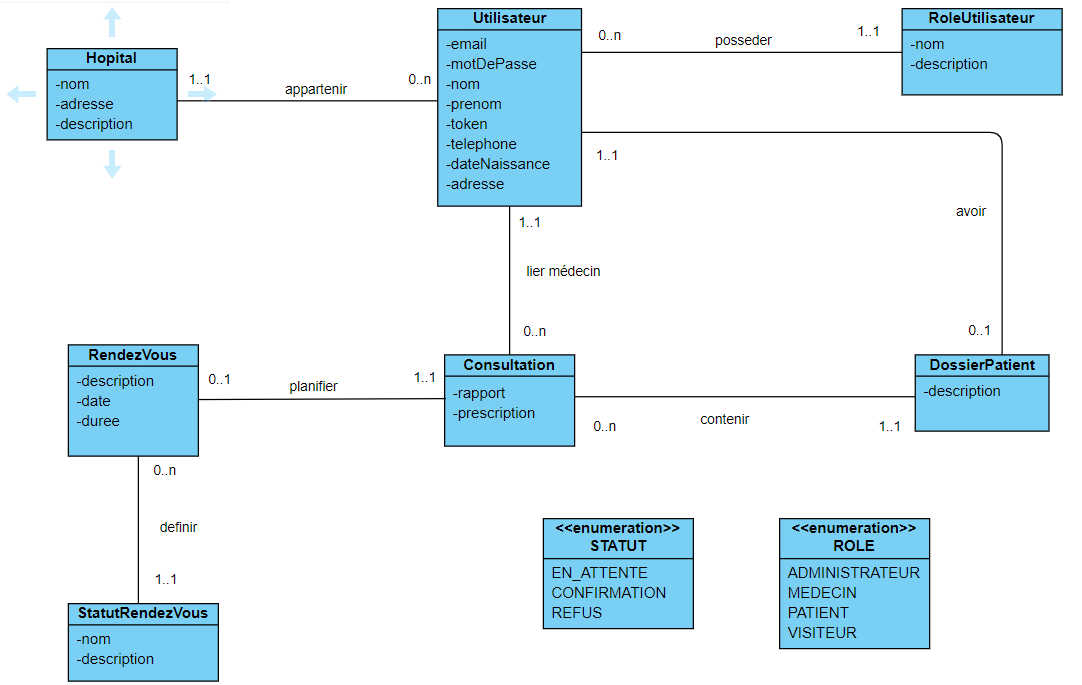 Utilisateur
-email
-motDePasse
-nom
-prenom
-token
-telephone
-dateNaissance
-adresse
RoleUtilisateur
-nom
-description
0..n
posseder
1..1
Hopital
-nom
-adresse
-description
1..1
appartenir
0..n
1..1
avoir
0..1
1..1
lier médecin
0..n
RendezVous
-description
-date
-duree
0..1
planifier
1..1
Consultation
-rapport
-prescription
DossierPatient
-description
0..n
contenir
1..1
0..n
definir
1..1
<<enumeration>>
STATUT
EN_ATTENTE
CONFIRMATION
REFUS
<<enumeration>>
ROLE
ADMINISTRATEUR
MEDECIN
PATIENT
VISITEUR
StatutRendezVous
-nom
-description